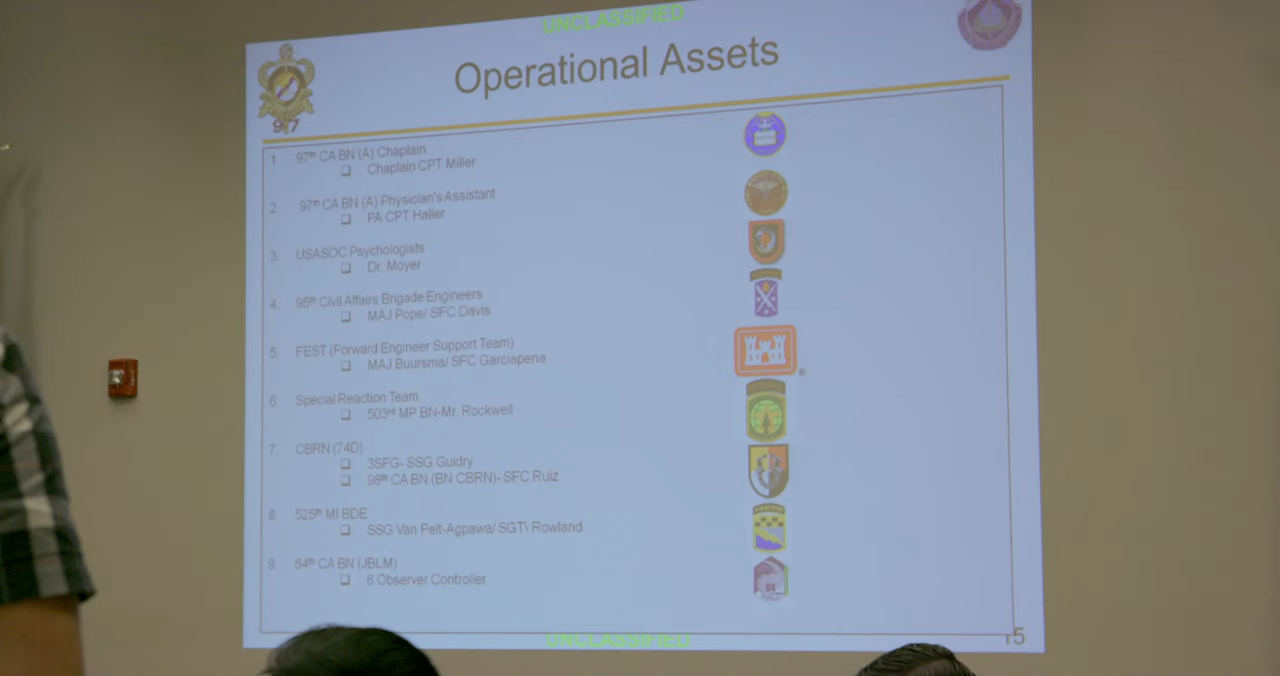 UNCLASSIFIED
Operational Assets
97
1. 97th CA BN (A) Chaplain
❑ Chaplain CPT Miller
2. 97th CA BN (A) Physician's Assistant
❑ PA CPT Haller
3. USASOC Psychologists
❑ Dr. Moyer
4. 95th Civil Affairs Brigade Engineers
❑ MAJ Pope/ SFC Davis
5. FEST (Forward Engineer Support Team)
❑ MAJ Buursma/ SFC Garciapena
®
6. Special Reaction Team
❑ 503rd MP BN-Mr. Rockwell
7. CBRN (74D)
❑ 3SFG- SSG Guidry
❑ 98th CA BN (BN CBRN)- SFC Ruiz
8. 525th MI BDE
❑ SSG Van Pelt-Agpawa/ SGT\ Rowland
9. 84th CA BN (JBLM)
❑ 6 Observer Controller
UNCLASSIFIED
15